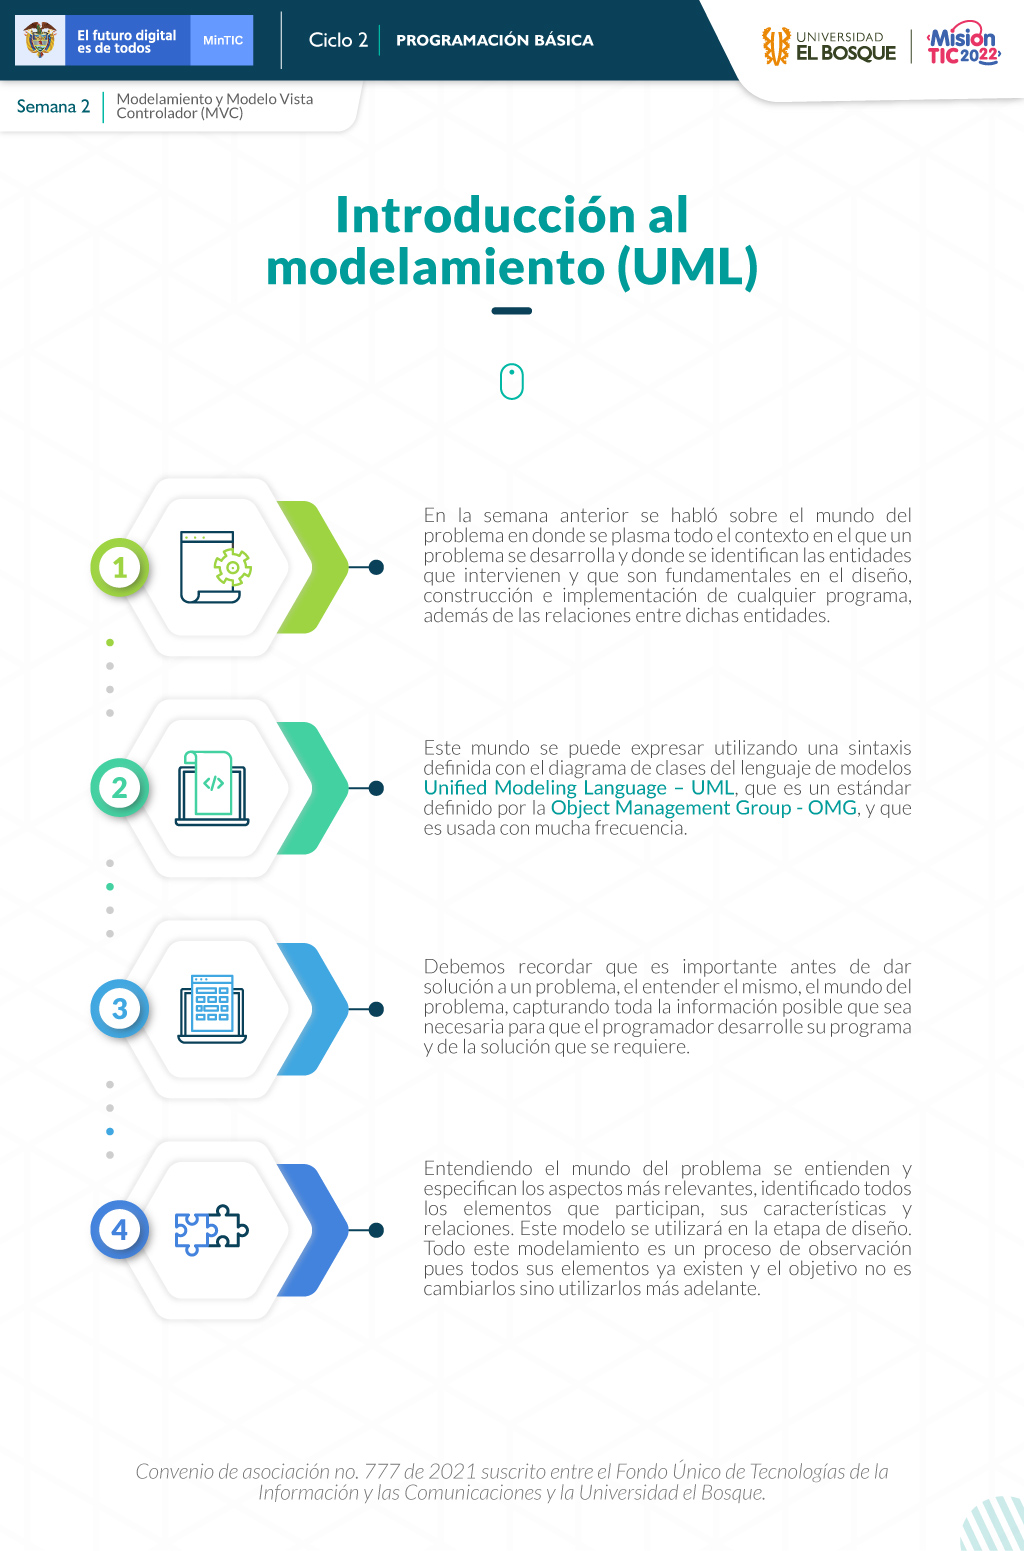 El futuro digital
es de todos
MinTIC
Ciclo 2
PROGRAMACIÓN BÁSICA
UNIVERSIDAD
EL BOSQUE
Misión
TIC 2022
Semana 2
Modelamiento y Modelo Vista
Controlador (MVC)
Introducción al
modelamiento (UML)
1
En la semana anterior se habló sobre el mundo del
problema en donde se plasma todo el contexto en el que un
problema se desarrolla y donde se identifican las entidades
que intervienen y que son fundamentales en el diseño,
construcción e implementación de cualquier programa,
además de las relaciones entre dichas entidades.
2
</>
Este mundo se puede expresar utilizando una sintaxis
definida con el diagrama de clases del lenguaje de modelos
Unified Modeling Language – UML, que es un estándar
definido por la Object Management Group - OMG, y que
es usada con mucha frecuencia.
3
Debemos recordar que es importante antes de dar
solución a un problema, el entender el mismo, el mundo del
problema, capturando toda la información posible que sea
necesaria para que el programador desarrolle su programa
y de la solución que se requiere.
4
Entendiendo el mundo del problema se entienden y
especifican los aspectos más relevantes, identificado todos
los elementos que participan, sus características y
relaciones. Este modelo se utilizará en la etapa de diseño.
Todo este modelamiento es un proceso de observación
pues todos sus elementos ya existen y el objetivo no es
cambiarlos sino utilizarlos más adelante.
Convenio de asociación no. 777 de 2021 suscrito entre el Fondo Único de Tecnologías de la
Información y las Comunicaciones y la Universidad el Bosque.